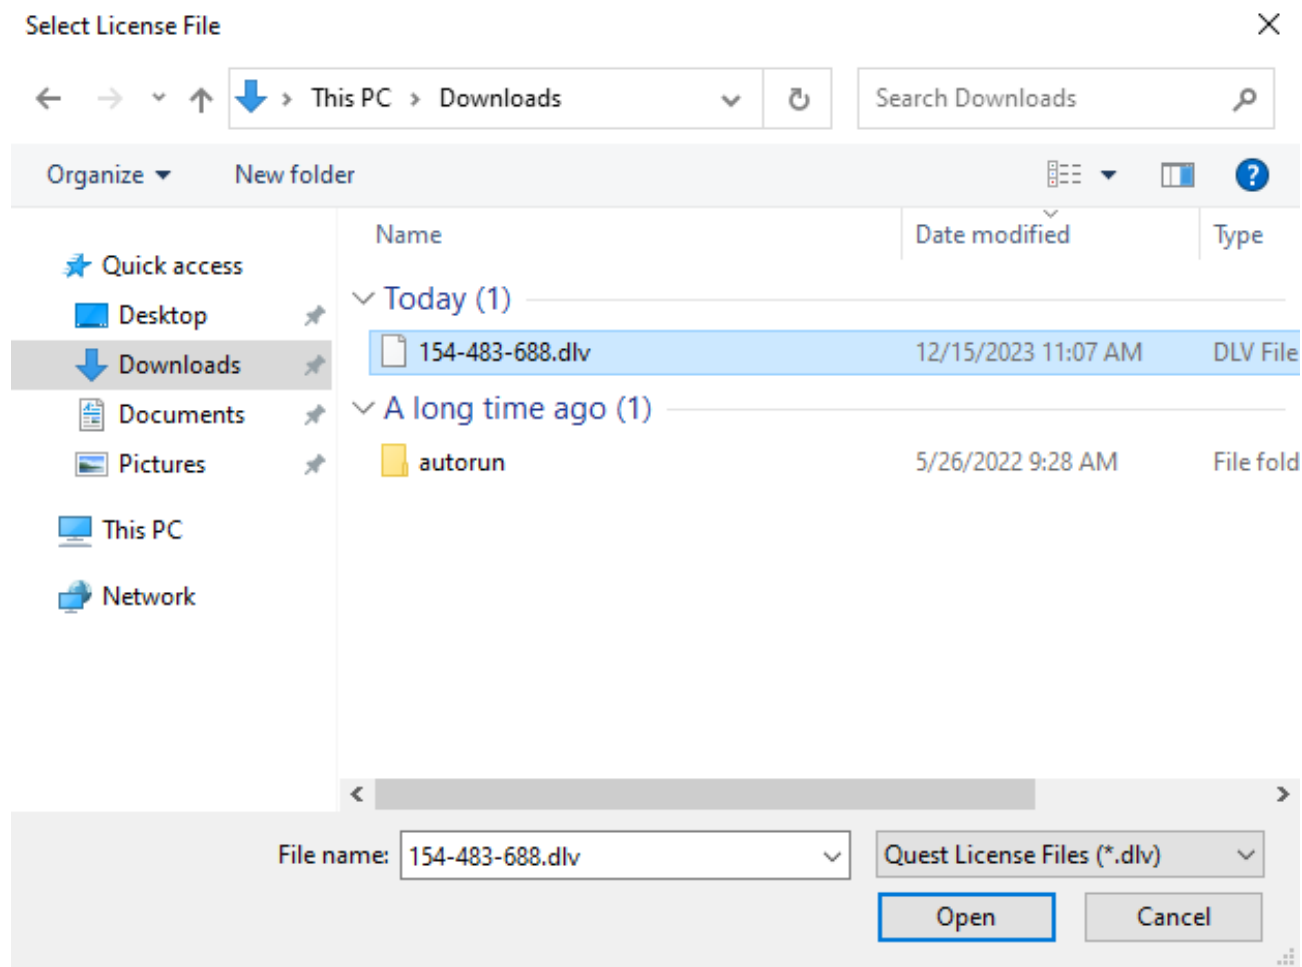 Select License File
This PC > Downloads
Search Downloads
Organize
New folder
?
Name
Date modified
Type
Quick access
Desktop
Downloads
Documents
Pictures
This PC
Network
Today (1)
154-483-688.dlv 12/15/2023 11:07 AM DLV File
A long time ago (1)
autorun 5/26/2022 9:28 AM File fold
File name: 154-483-688.dlv Quest License Files (*.dlv)
Open Cancel